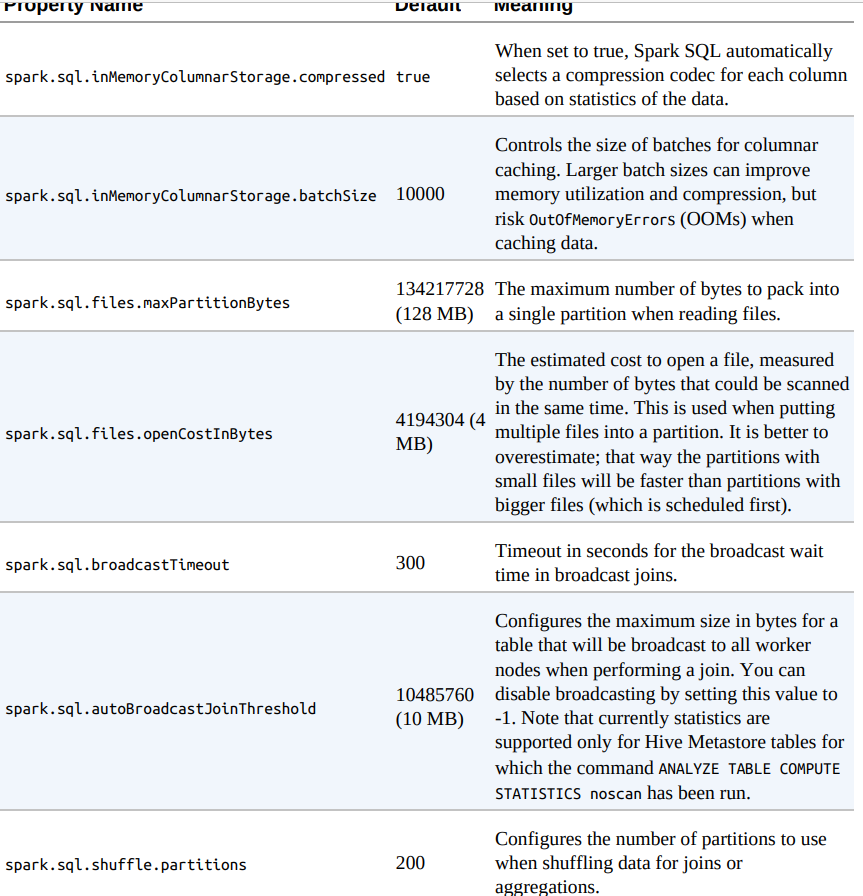 Property Name Default Meaning
When set to true, Spark SQL automatically
spark.sql.inMemoryColumnarStorage.compressed true selects a compression codec for each column
based on statistics of the data.
Controls the size of batches for columnar
caching. Larger batch sizes can improve
spark.sql.inMemoryColumnarStorage.batchSize 10000 memory utilization and compression, but
risk OutOfMemoryErrors (OOMs) when
caching data.
134217728 The maximum number of bytes to pack into
spark.sql.files.maxPartitionBytes
(128 MB) a single partition when reading files.
The estimated cost to open a file, measured
by the number of bytes that could be scanned
in the same time. This is used when putting
spark.sql.files.openCostInBytes 4194304 (4 multiple files into a partition. It is better to
MB) overestimate; that way the partitions with
small files will be faster than partitions with
bigger files (which is scheduled first).
Timeout in seconds for the broadcast wait
spark.sql.broadcastTimeout 300
time in broadcast joins.
Configures the maximum size in bytes for a
table that will be broadcast to all worker
nodes when performing a join. You can
spark.sql.autoBroadcastJoinThreshold 10485760 disable broadcasting by setting this value to
(10 MB) -1. Note that currently statistics are
supported only for Hive Metastore tables for
which the command ANALYZE TABLE COMPUTE
STATISTICS noscan has been run.
Configures the number of partitions to use
spark.sql.shuffle.partitions 200 when shuffling data for joins or
aggregations.